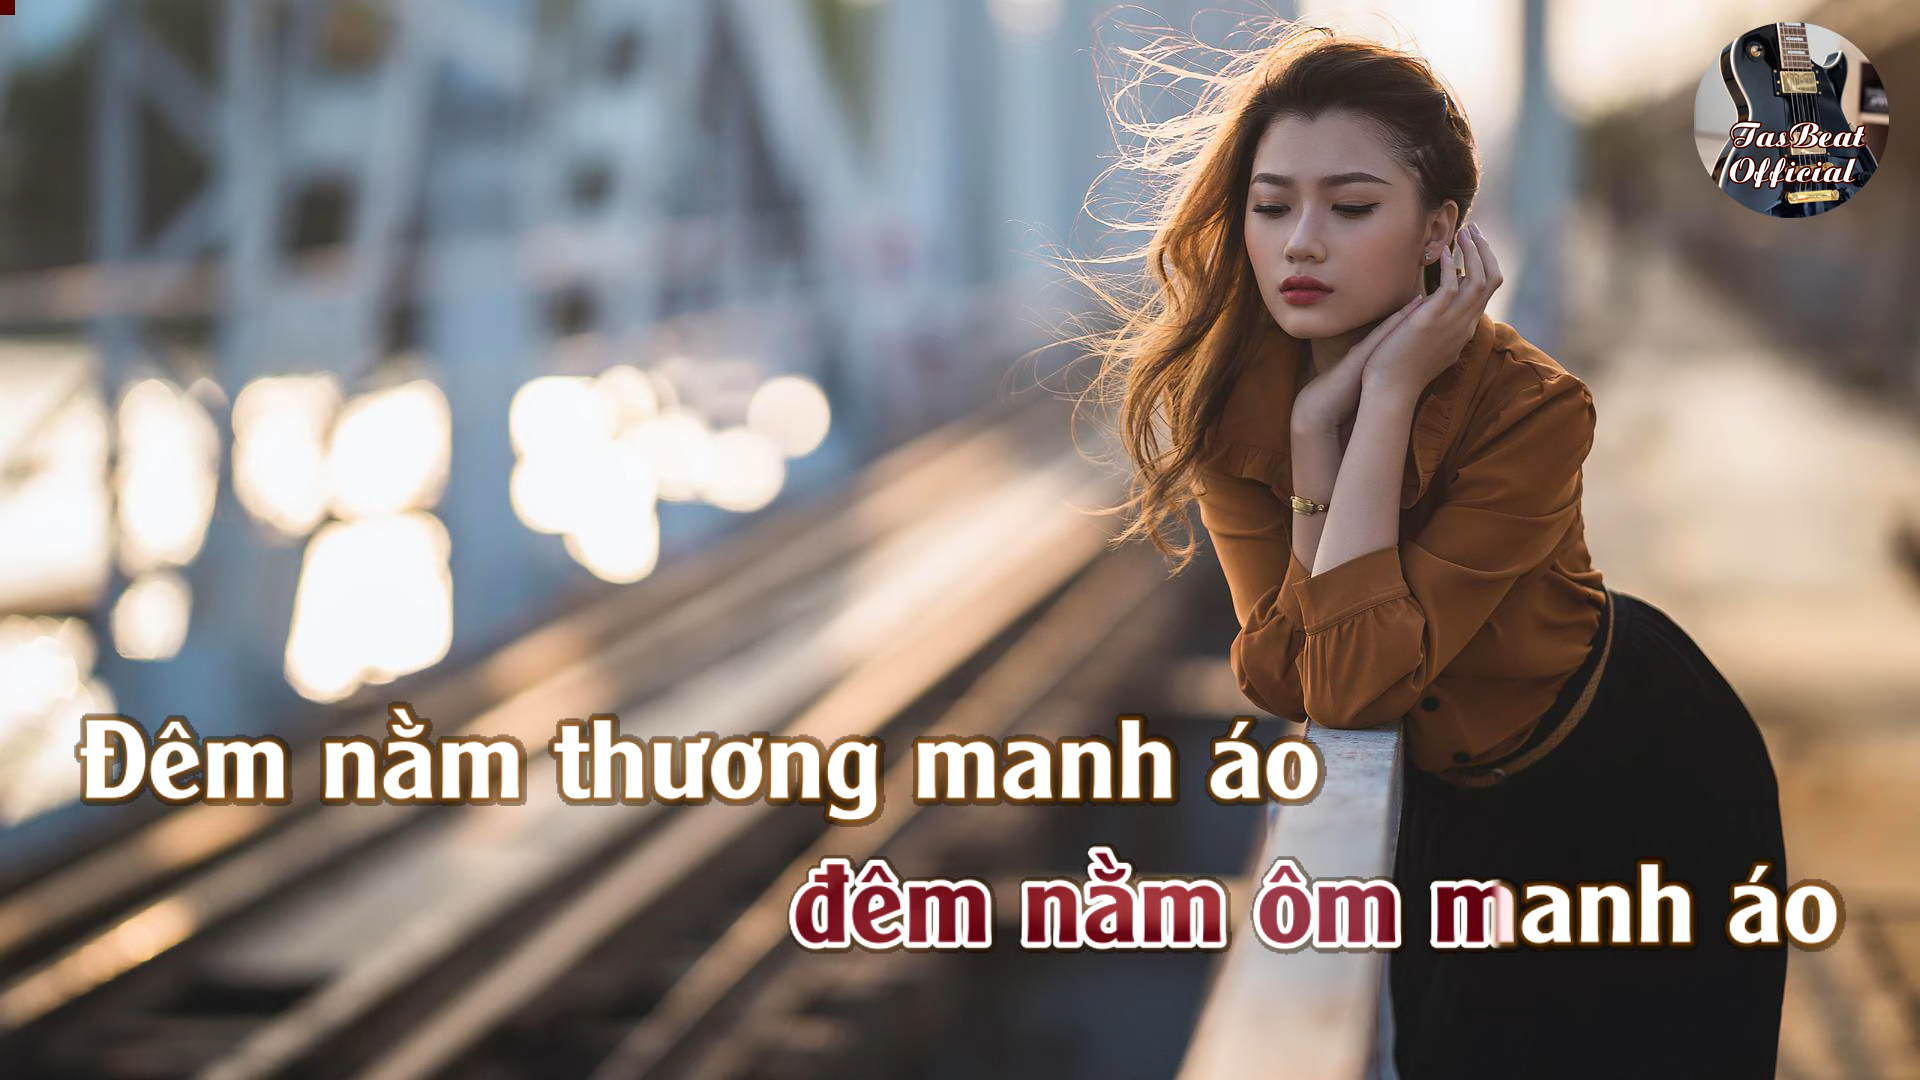 TasBeat
Official
Đêm nằm thương manh áo
đêm nằm ôm manh áo